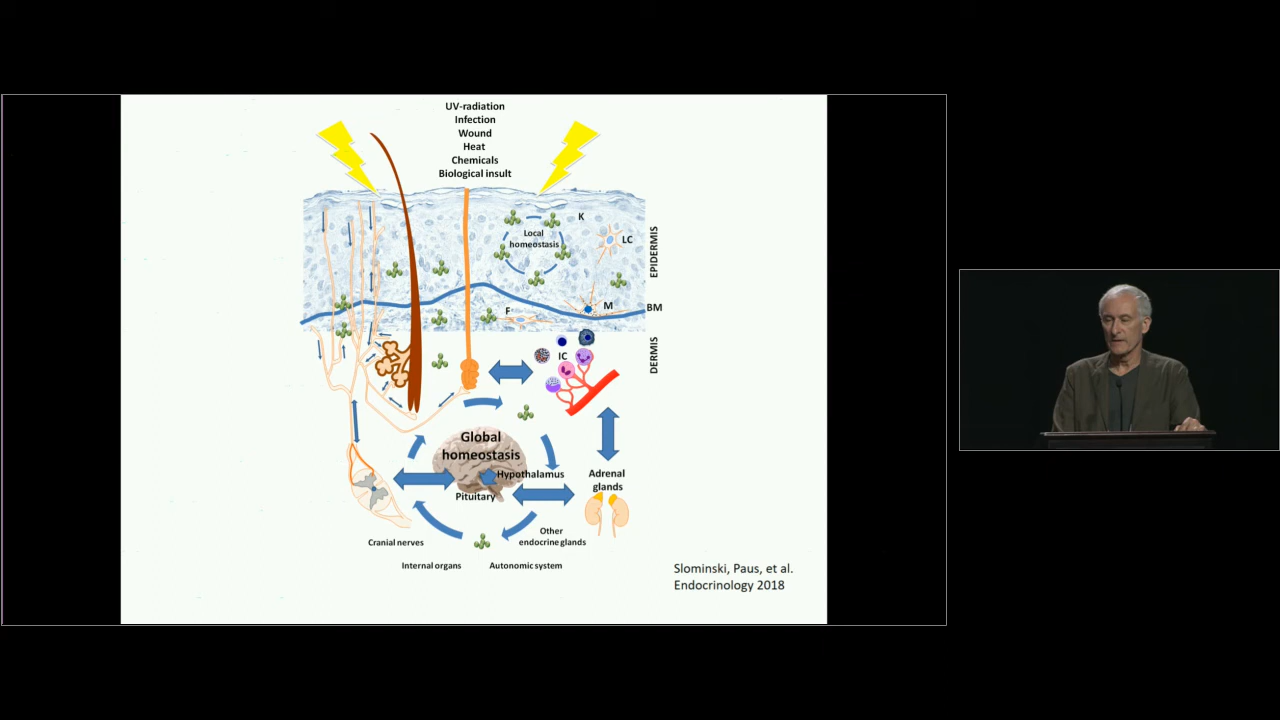 UV-radiation
Infection
Wound
Heat
Chemicals
Biological insult
K
Local
homeostasis
LC
EPIDERMIS
M
BM
F
DERMIS
IC
Global
homeostasis
Hypothalamus
Pituitary
Adrenal
glands
Other
endocrine glands
Cranial nerves
Internal organs
Autonomic system
Slominski, Paus, et al.
Endocrinology 2018